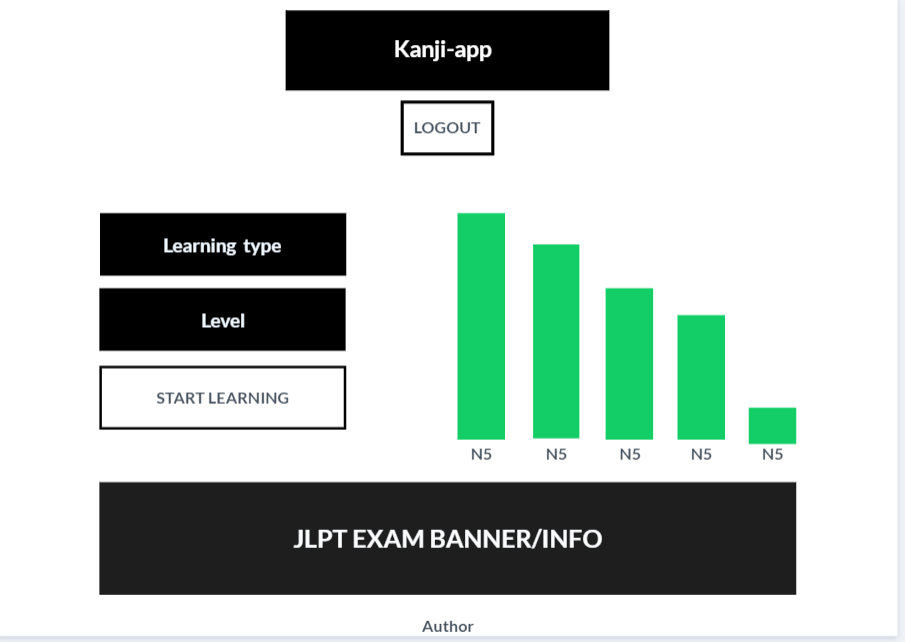 Kanji-app
LOGOUT
Learning type
Level
START LEARNING
N5 N5 N5 N5 N5
JLPT EXAM BANNER/INFO
Author